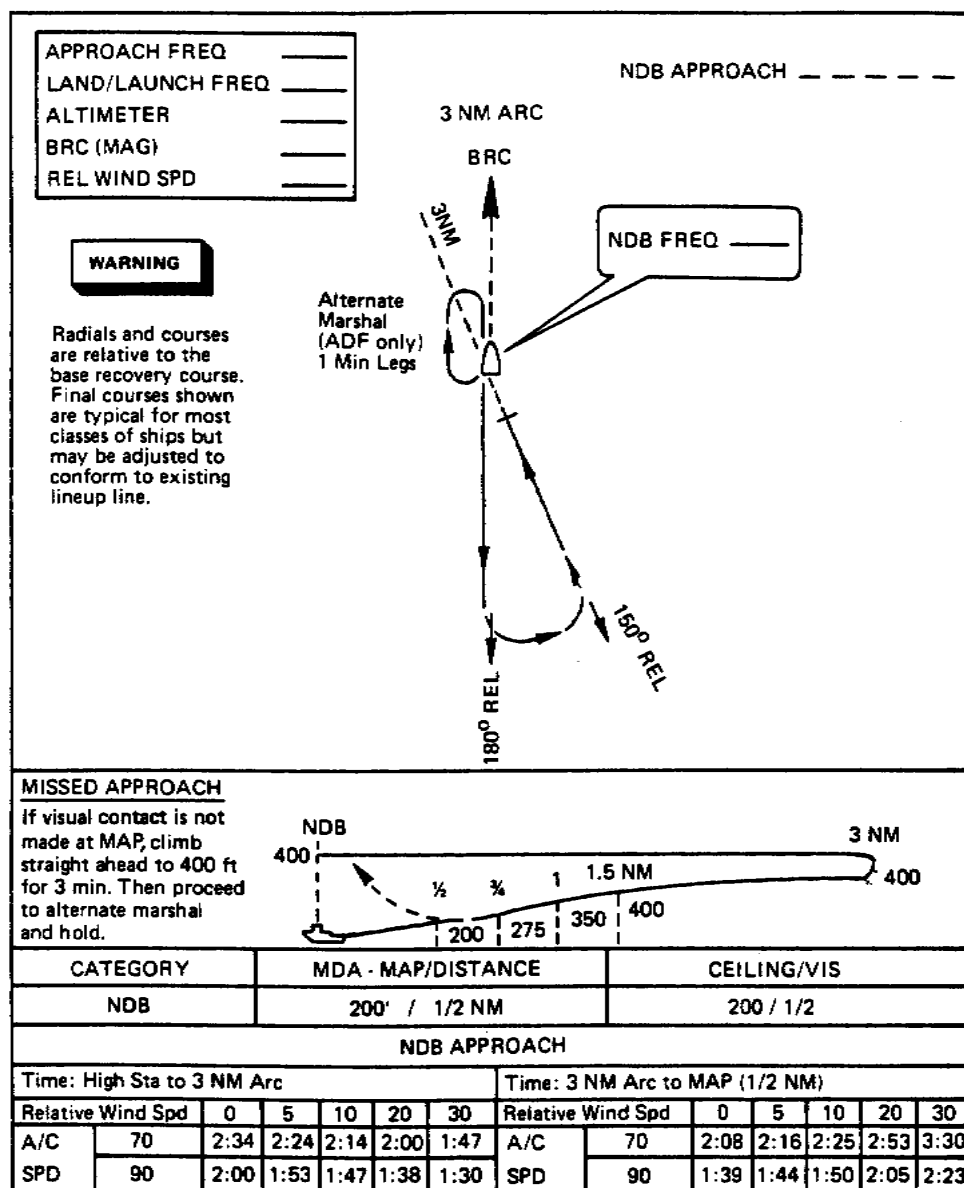 APPROACH FREQ
LAND/LAUNCH FREQ
ALTIMETER
BRC (MAG)
REL WIND SPD
NDB APPROACH
3 NM ARC
BRC
3NM
NDB FREQ
WARNING
Radials and courses
are relative to the
base recovery course.
Final courses shown
are typical for most
classes of ships but
may be adjusted to
conform to existing
lineup line.
Alternate
Marshal
(ADF only)
1 Min Legs
150º REL
180º REL
MISSED APPROACH
If visual contact is not
made at MAP, climb
straight ahead to 400 ft
for 3 min. Then proceed
to alternate marshal
and hold.
NDB
400
3 NM
400
½ ¾ 1 1.5 NM
200 275 350 400
CATEGORY MDA - MAP/DISTANCE CEILING/VIS
NDB 200' / 1/2 NM 200 / 1/2
NDB APPROACH
Time: High Sta to 3 NM Arc Time: 3 NM Arc to MAP (1/2 NM)
Relative Wind Spd 0 5 10 20 30 Relative Wind Spd 0 5 10 20 30
A/C 70 2:34 2:24 2:14 2:00 1:47 A/C 70 2:08 2:16 2:25 2:53 3:30
SPD 90 2:00 1:53 1:47 1:38 1:30 SPD 90 1:39 1:44 1:50 2:05 2:23